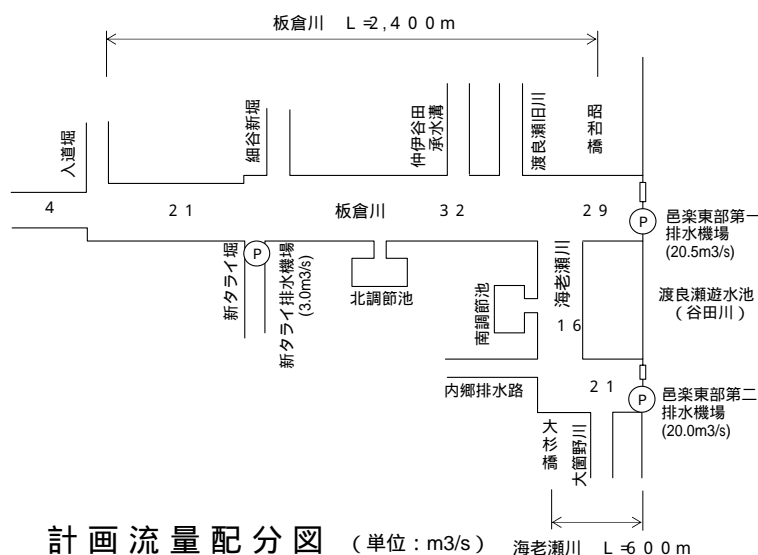 板倉川　L=2,400m
入道堀
細谷新堀
仲伊谷田
承水溝
渡良瀬旧川
昭和橋
4
21
板倉川
32
29
P
邑楽東部第一
排水機場
(20.5m3/s)
新タライ堀
P
新タライ排水機場
(3.0m3/s)
北調節池
海老瀬川
南調節池
16
渡良瀬遊水池
(谷田川)
内郷排水路
21
P
邑楽東部第二
排水機場
(20.0m3/s)
大杉橋
大箇野川
計画流量配分図　(単位:m3/s)
海老瀬川　L=600m